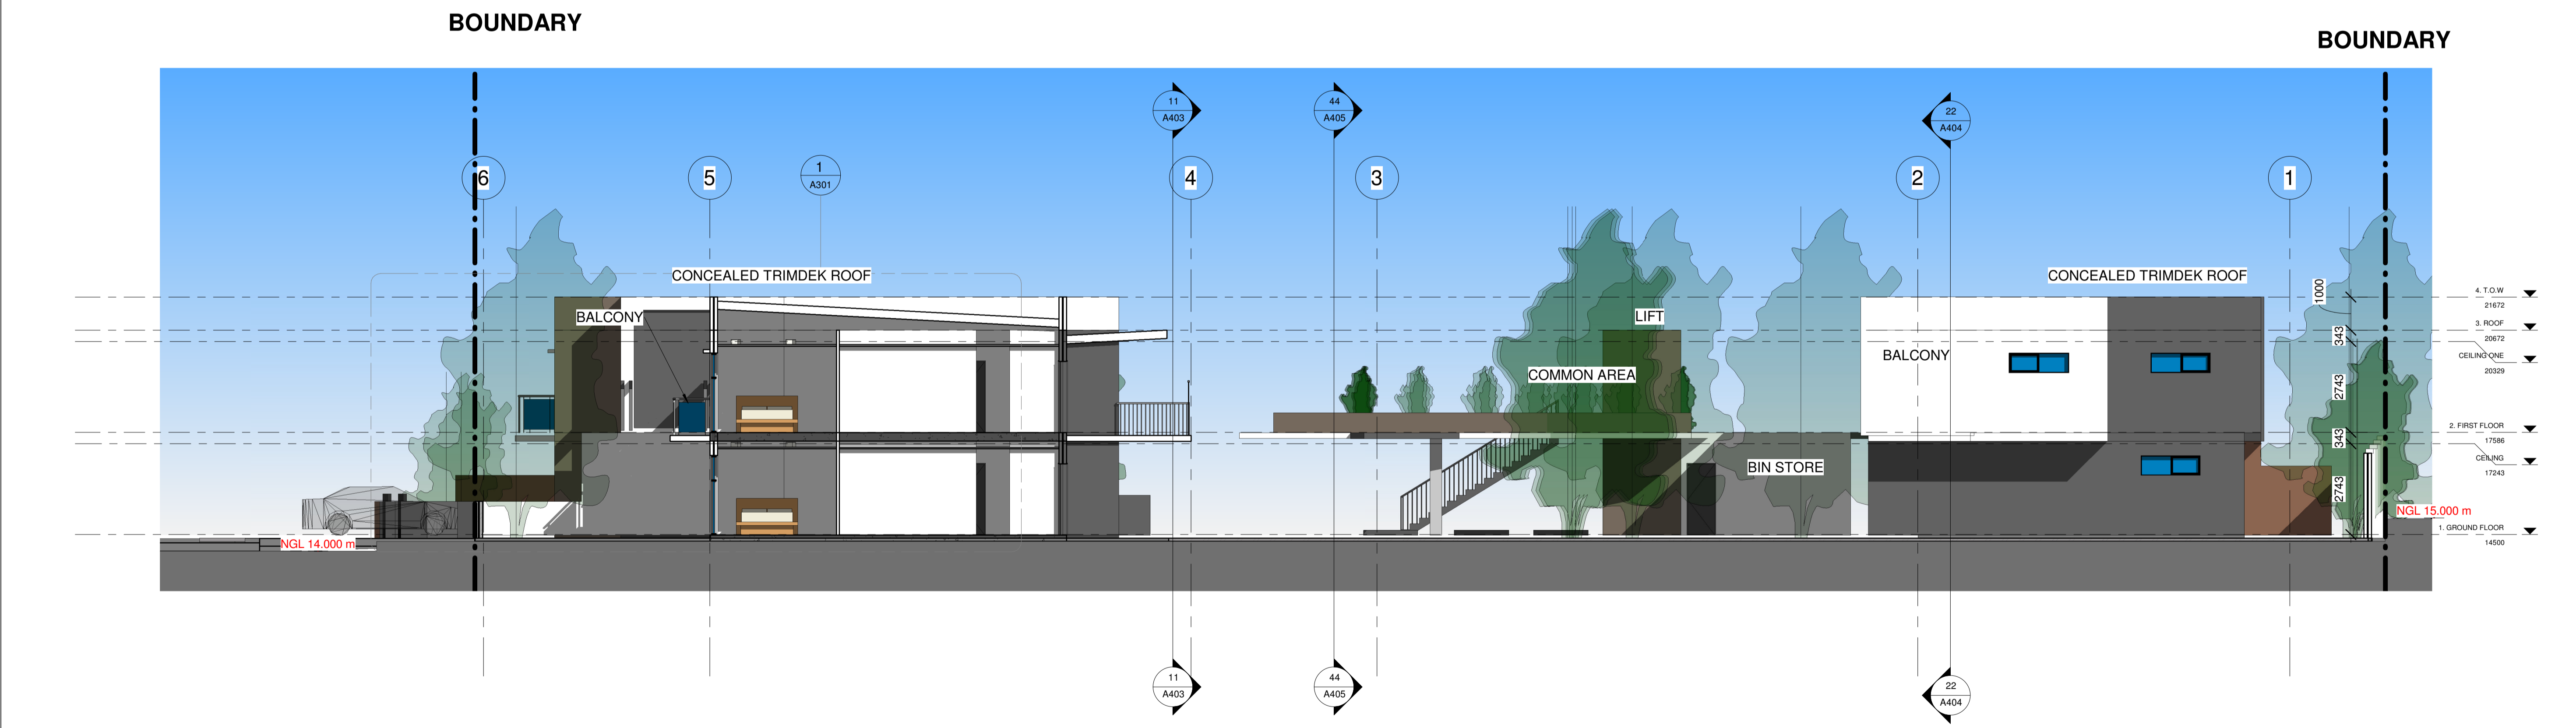 BOUNDARY
BOUNDARY
11
A403
44
A405
22
A404
6
5
1
A301
4
3
2
1
CONCEALED TRIMDEK ROOF
CONCEALED TRIMDEK ROOF
BALCONY
LIFT
BALCONY
COMMON AREA
BIN STORE
1000
343
2743
343
2743
4. T.O.W
21672
3. ROOF
20672
CEILING ONE
20329
2. FIRST FLOOR
17586
CEILING
17243
NGL 15.000 m
1. GROUND FLOOR
14500
NGL 14.000 m
11
A403
44
A405
22
A404